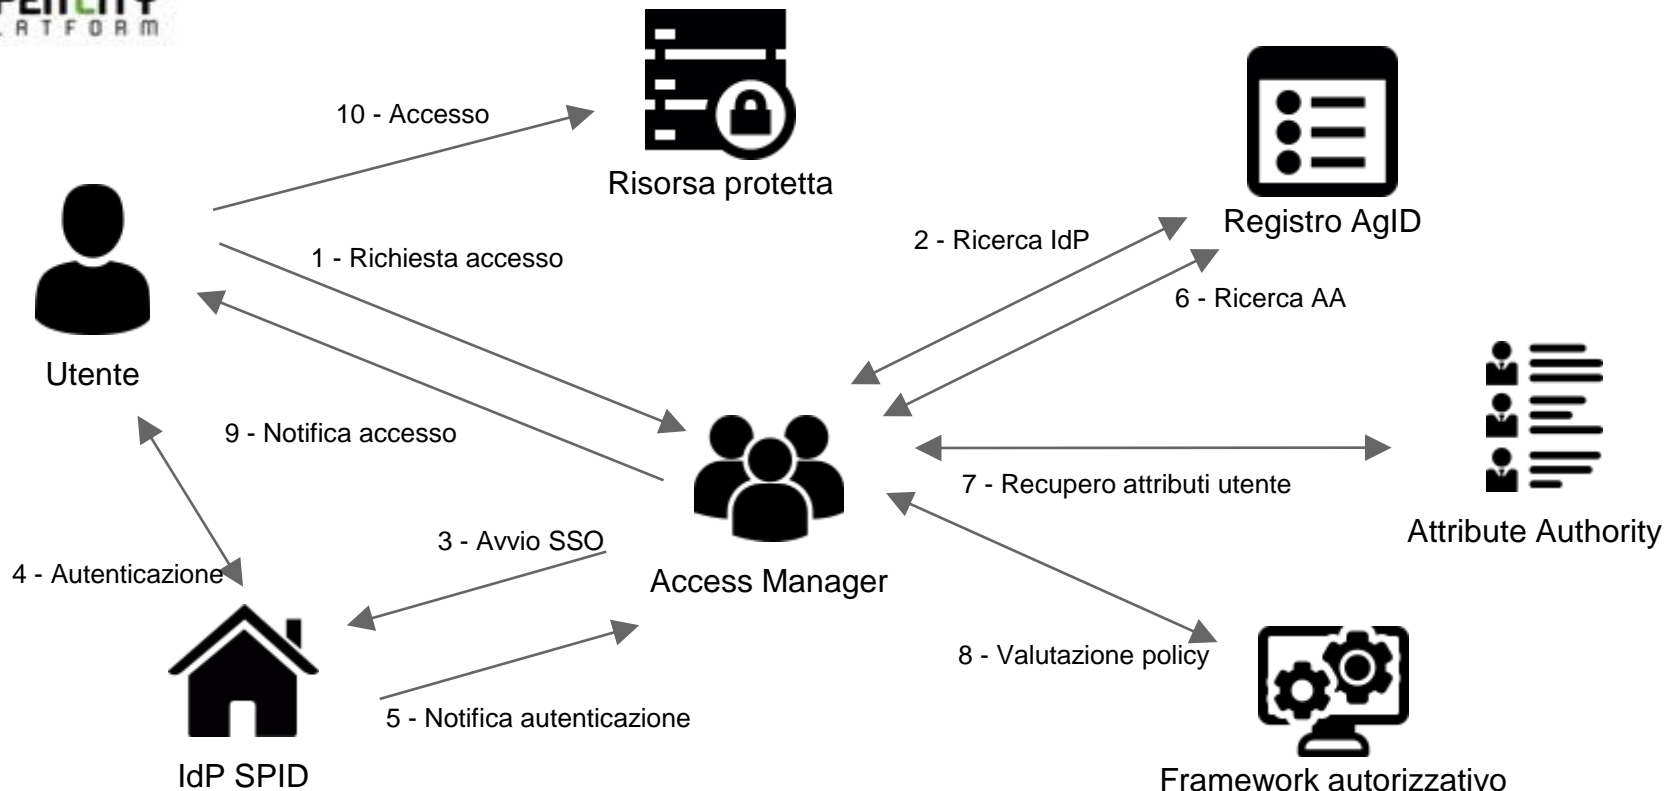 LATFORM
10 - Accesso
Risorsa protetta
Registro AgID
2 - Ricerca IdP
1 - Richiesta accesso
6 - Ricerca AA
Utente
9 - Notifica accesso
7 - Recupero attributi utente
Attribute Authority
3 - Avvio SSO
4 - Autenticazione
Access Manager
8 - Valutazione policy
5 - Notifica autenticazione
IdP SPID
Framework autorizzativo